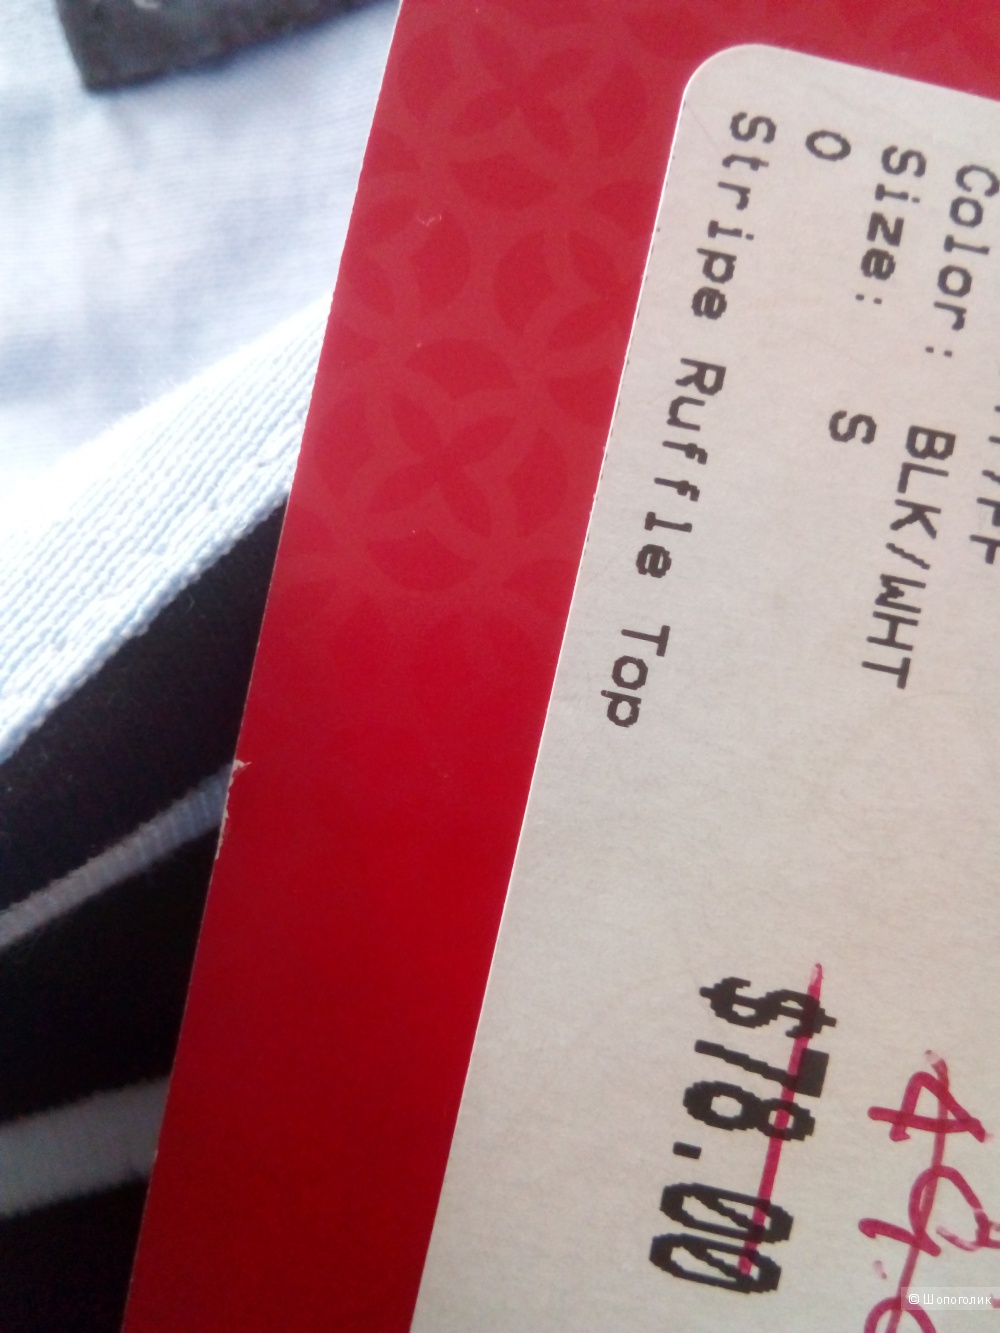 Color: BLK/WHT
Size: S
0
Stripe Ruffle Top
$78.00
© Шопоголик